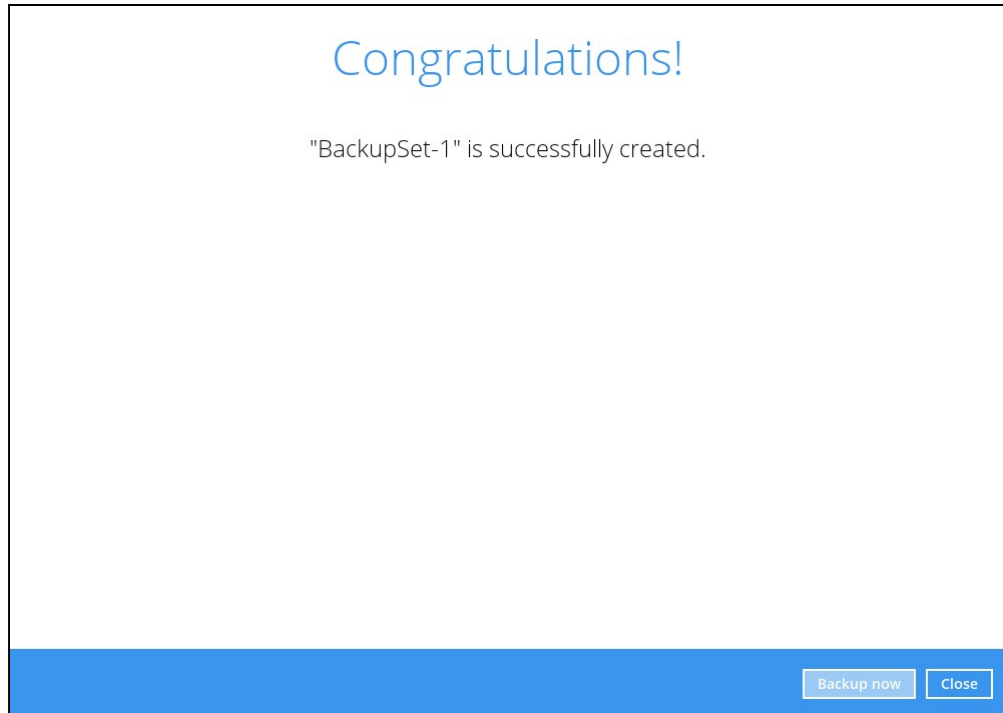 Congratulations!
"BackupSet-1" is successfully created.
Backup now
Close